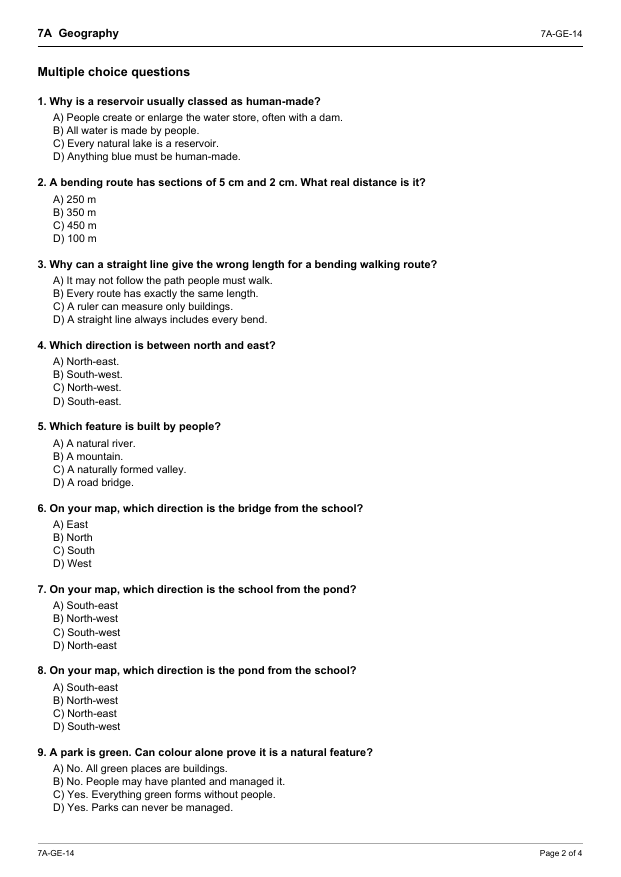 7A Geography
7A-GE-14
Multiple choice questions
1. Why is a reservoir usually classed as human-made?
A) People create or enlarge the water store, often with a dam.
B) All water is made by people.
C) Every natural lake is a reservoir.
D) Anything blue must be human-made.
2. A bending route has sections of 5 cm and 2 cm. What real distance is it?
A) 250 m
B) 350 m
C) 450 m
D) 100 m
3. Why can a straight line give the wrong length for a bending walking route?
A) It may not follow the path people must walk.
B) Every route has exactly the same length.
C) A ruler can measure only buildings.
D) A straight line always includes every bend.
4. Which direction is between north and east?
A) North-east.
B) South-west.
C) North-west.
D) South-east.
5. Which feature is built by people?
A) A natural river.
B) A mountain.
C) A naturally formed valley.
D) A road bridge.
6. On your map, which direction is the bridge from the school?
A) East
B) North
C) South
D) West
7. On your map, which direction is the school from the pond?
A) South-east
B) North-west
C) South-west
D) North-east
8. On your map, which direction is the pond from the school?
A) South-east
B) North-west
C) North-east
D) South-west
9. A park is green. Can colour alone prove it is a natural feature?
A) No. All green places are buildings.
B) No. People may have planted and managed it.
C) Yes. Everything green forms without people.
D) Yes. Parks can never be managed.
7A-GE-14
Page 2 of 4